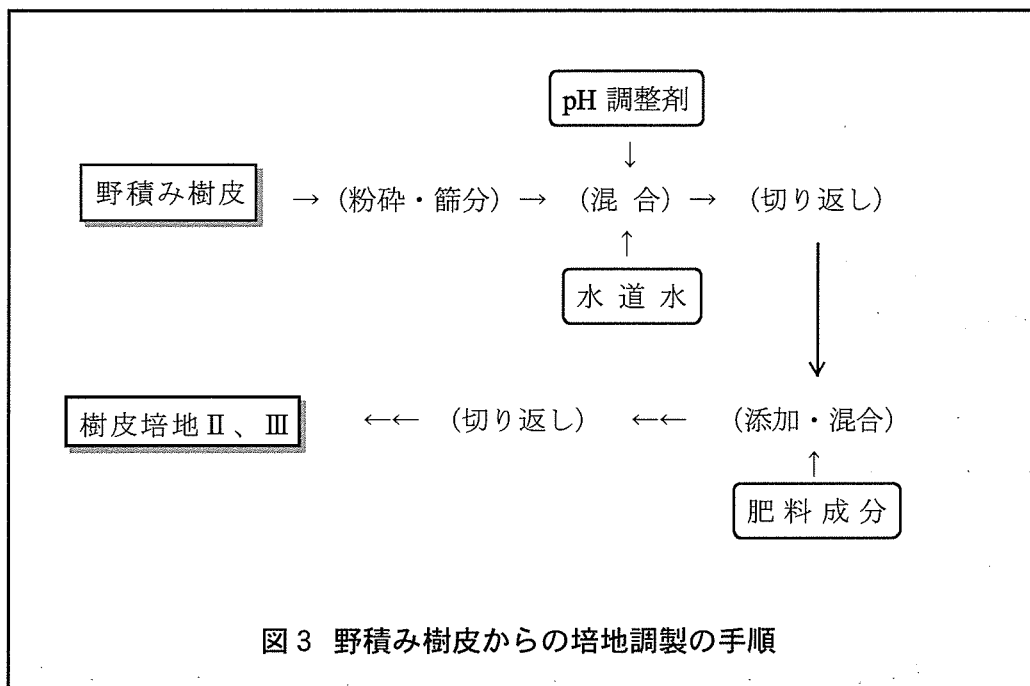 pH 調整剤
↓
野積み樹皮 → (粉砕・篩分) → (混 合) → (切り返し)
↑
水 道 水
↓
樹皮培地Ⅱ、Ⅲ ←← (切り返し) ←← (添加・混合)
↑
肥 料 成 分
図 3 野積み樹皮からの培地調製の手順